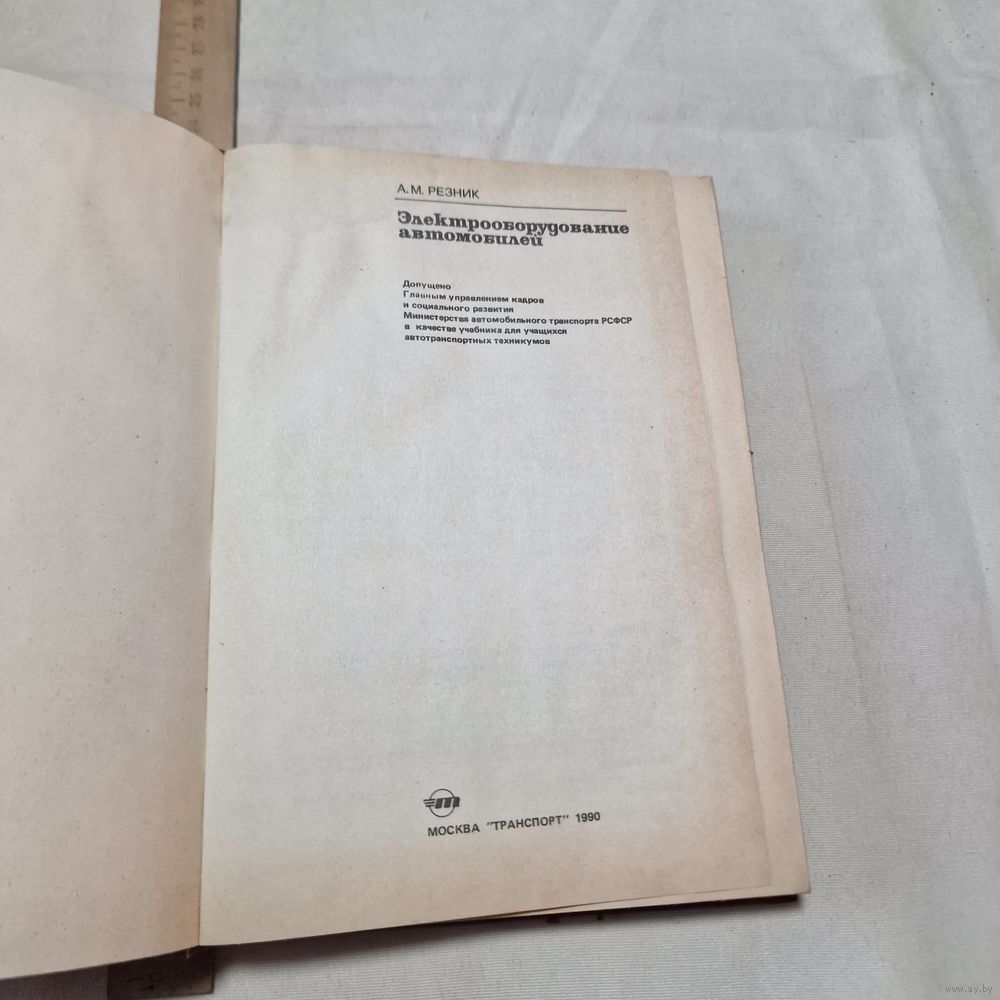 А. М. РЕЗНИК
Электрооборудование
автомобилей
Допущено
Главным управлением кадров
и социального развития
Министерства автомобильного транспорта РСФСР
в качестве учебника для учащихся
автотранспортных техникумов
МОСКВА "ТРАНСПОРТ" 1990
www.ay.by